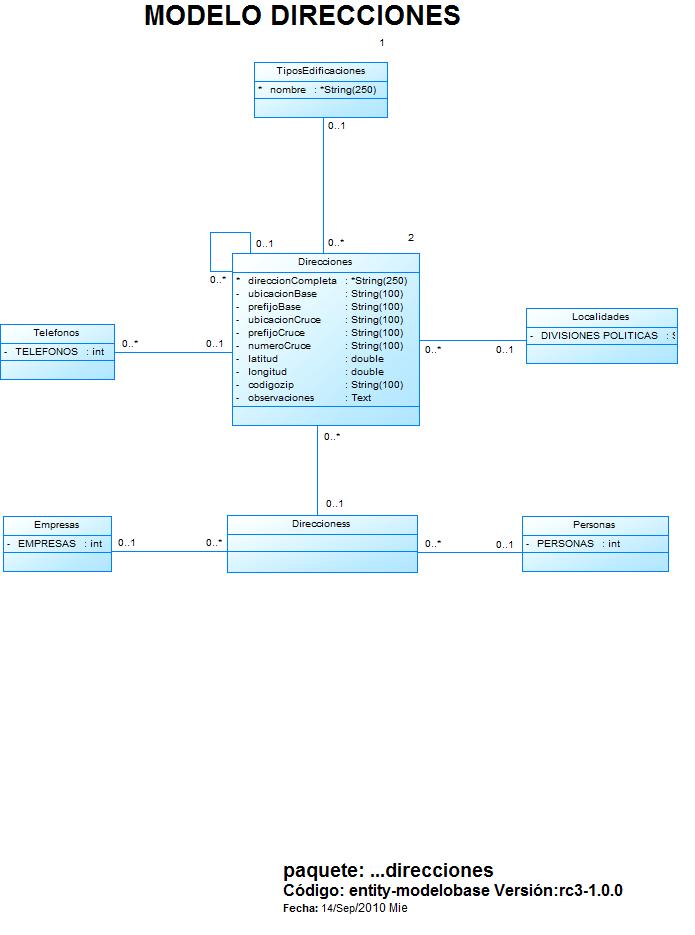 MODELO DIRECCIONES
1
TiposEdificaciones
* nombre : *String(250)
0..1
0..1
0..*
2
0..*
Direcciones
* direccionCompleta : *String(250)
- ubicacionBase : String(100)
- prefijoBase : String(100)
- ubicacionCruce : String(100)
- prefijoCruce : String(100)
- numeroCruce : String(100)
- latitud : double
- longitud : double
- codigozip : String(100)
- observaciones : Text
Telefonos
- TELEFONOS : int
0..*
0..1
Localidades
- DIVISIONES POLITICAS : S
0..*
0..1
0..*
0..1
Empresas
- EMPRESAS : int
0..1
0..*
Direccioness
0..*
0..1
Personas
- PERSONAS : int
paquete: ...direcciones
Código: entity-modelobase Versión:rc3-1.0.0
Fecha: 14/Sep/2010 Mie